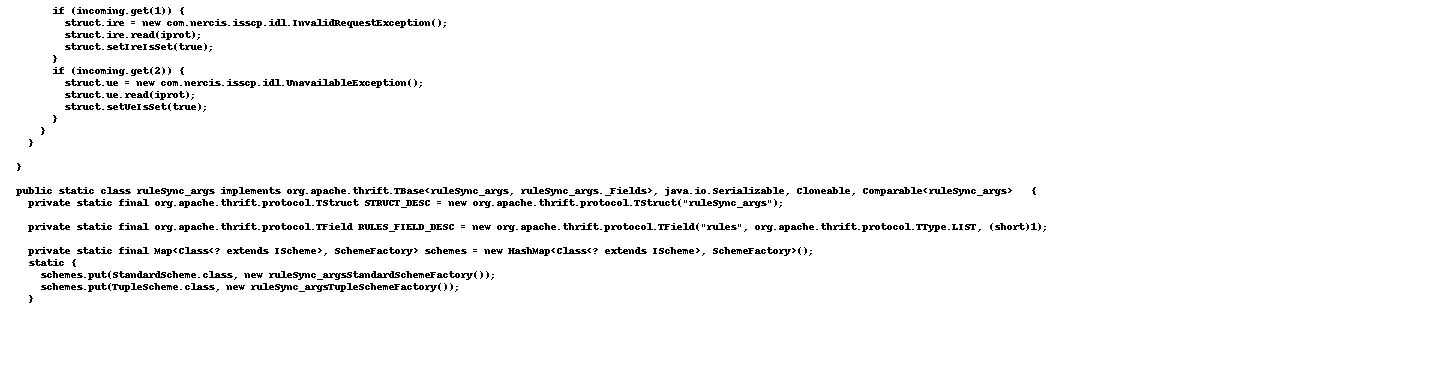 if (incoming.get(1)) {
struct.ire = new com.nercis.isscp.idl.InvalidRequestException();
struct.ire.read(iprot);
struct.setIreIsSet(true);
}
if (incoming.get(2)) {
struct.ue = new com.nercis.isscp.idl.UnavailableException();
struct.ue.read(iprot);
struct.setUeIsSet(true);
}
}
}
}
public static class ruleSync_args implements org.apache.thrift.TBase<ruleSync_args, ruleSync_args._Fields>, java.io.Serializable, Cloneable, Comparable<ruleSync_args>   {
private static final org.apache.thrift.protocol.TStruct STRUCT_DESC = new org.apache.thrift.protocol.TStruct("ruleSync_args");
private static final org.apache.thrift.protocol.TField RULES_FIELD_DESC = new org.apache.thrift.protocol.TField("rules", org.apache.thrift.protocol.TType.LIST, (short)1);
private static final Map<Class<? extends IScheme>, SchemeFactory> schemes = new HashMap<Class<? extends IScheme>, SchemeFactory>();
static {
schemes.put(StandardScheme.class, new ruleSync_argsStandardSchemeFactory());
schemes.put(TupleScheme.class, new ruleSync_argsTupleSchemeFactory());
}